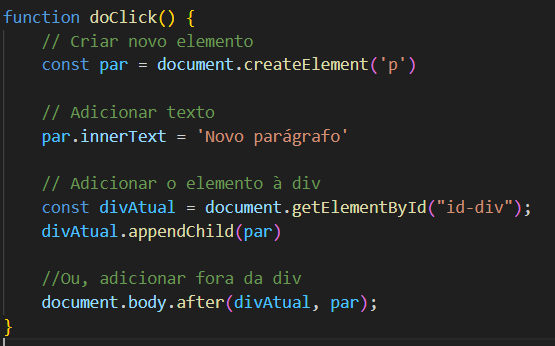 function doClick() {
// Criar novo elemento
const par = document.createElement('p')
// Adicionar texto
par.innerText = 'Novo parágrafo'
// Adicionar o elemento à div
const divAtual = document.getElementById("id-div");
divAtual.appendChild(par)
//Ou, adicionar fora da div
document.body.after(divAtual, par);
}